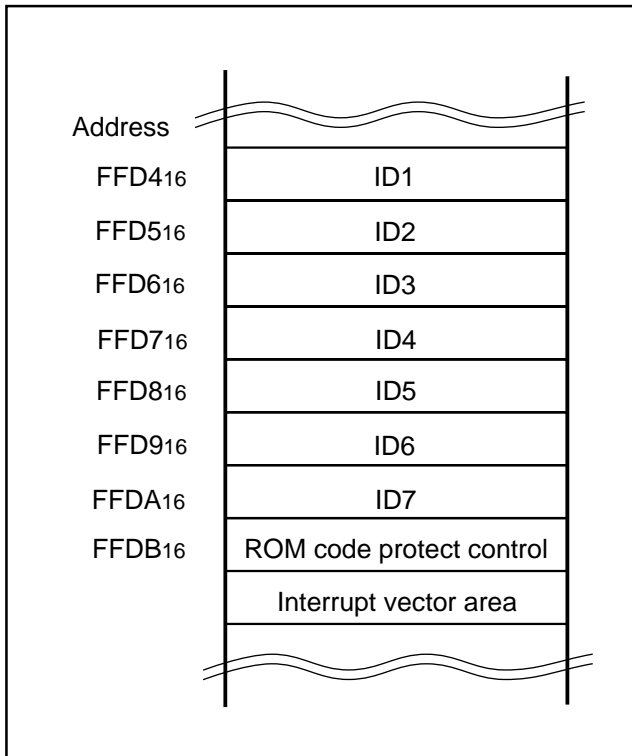 Address
FFD416 ID1
FFD516 ID2
FFD616 ID3
FFD716 ID4
FFD816 ID5
FFD916 ID6
FFDA16 ID7
FFDB16 ROM code protect control
Interrupt vector area